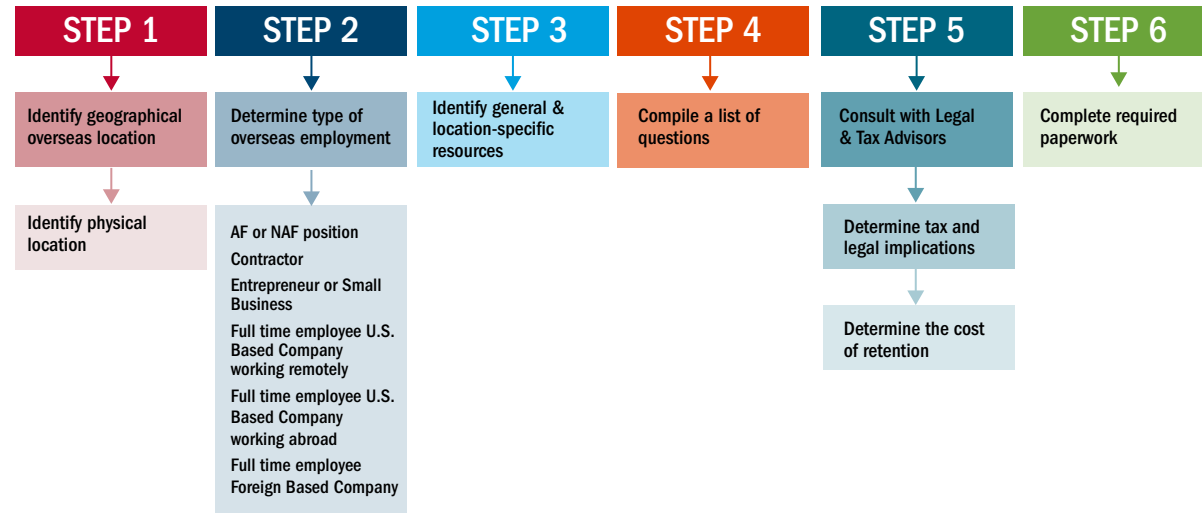 STEP 1
Identify geographical
overseas location
Identify physical
location
STEP 2
Determine type of
overseas employment
AF or NAF position
Contractor
Entrepreneur or Small
Business
Full time employee U.S.
Based Company
working remotely
Full time employee U.S.
Based Company
working abroad
Full time employee
Foreign Based Company
STEP 3
Identify general &
location-specific
resources
STEP 4
Compile a list of
questions
STEP 5
Consult with Legal
& Tax Advisors
Determine tax and
legal implications
Determine the cost
of retention
STEP 6
Complete required
paperwork